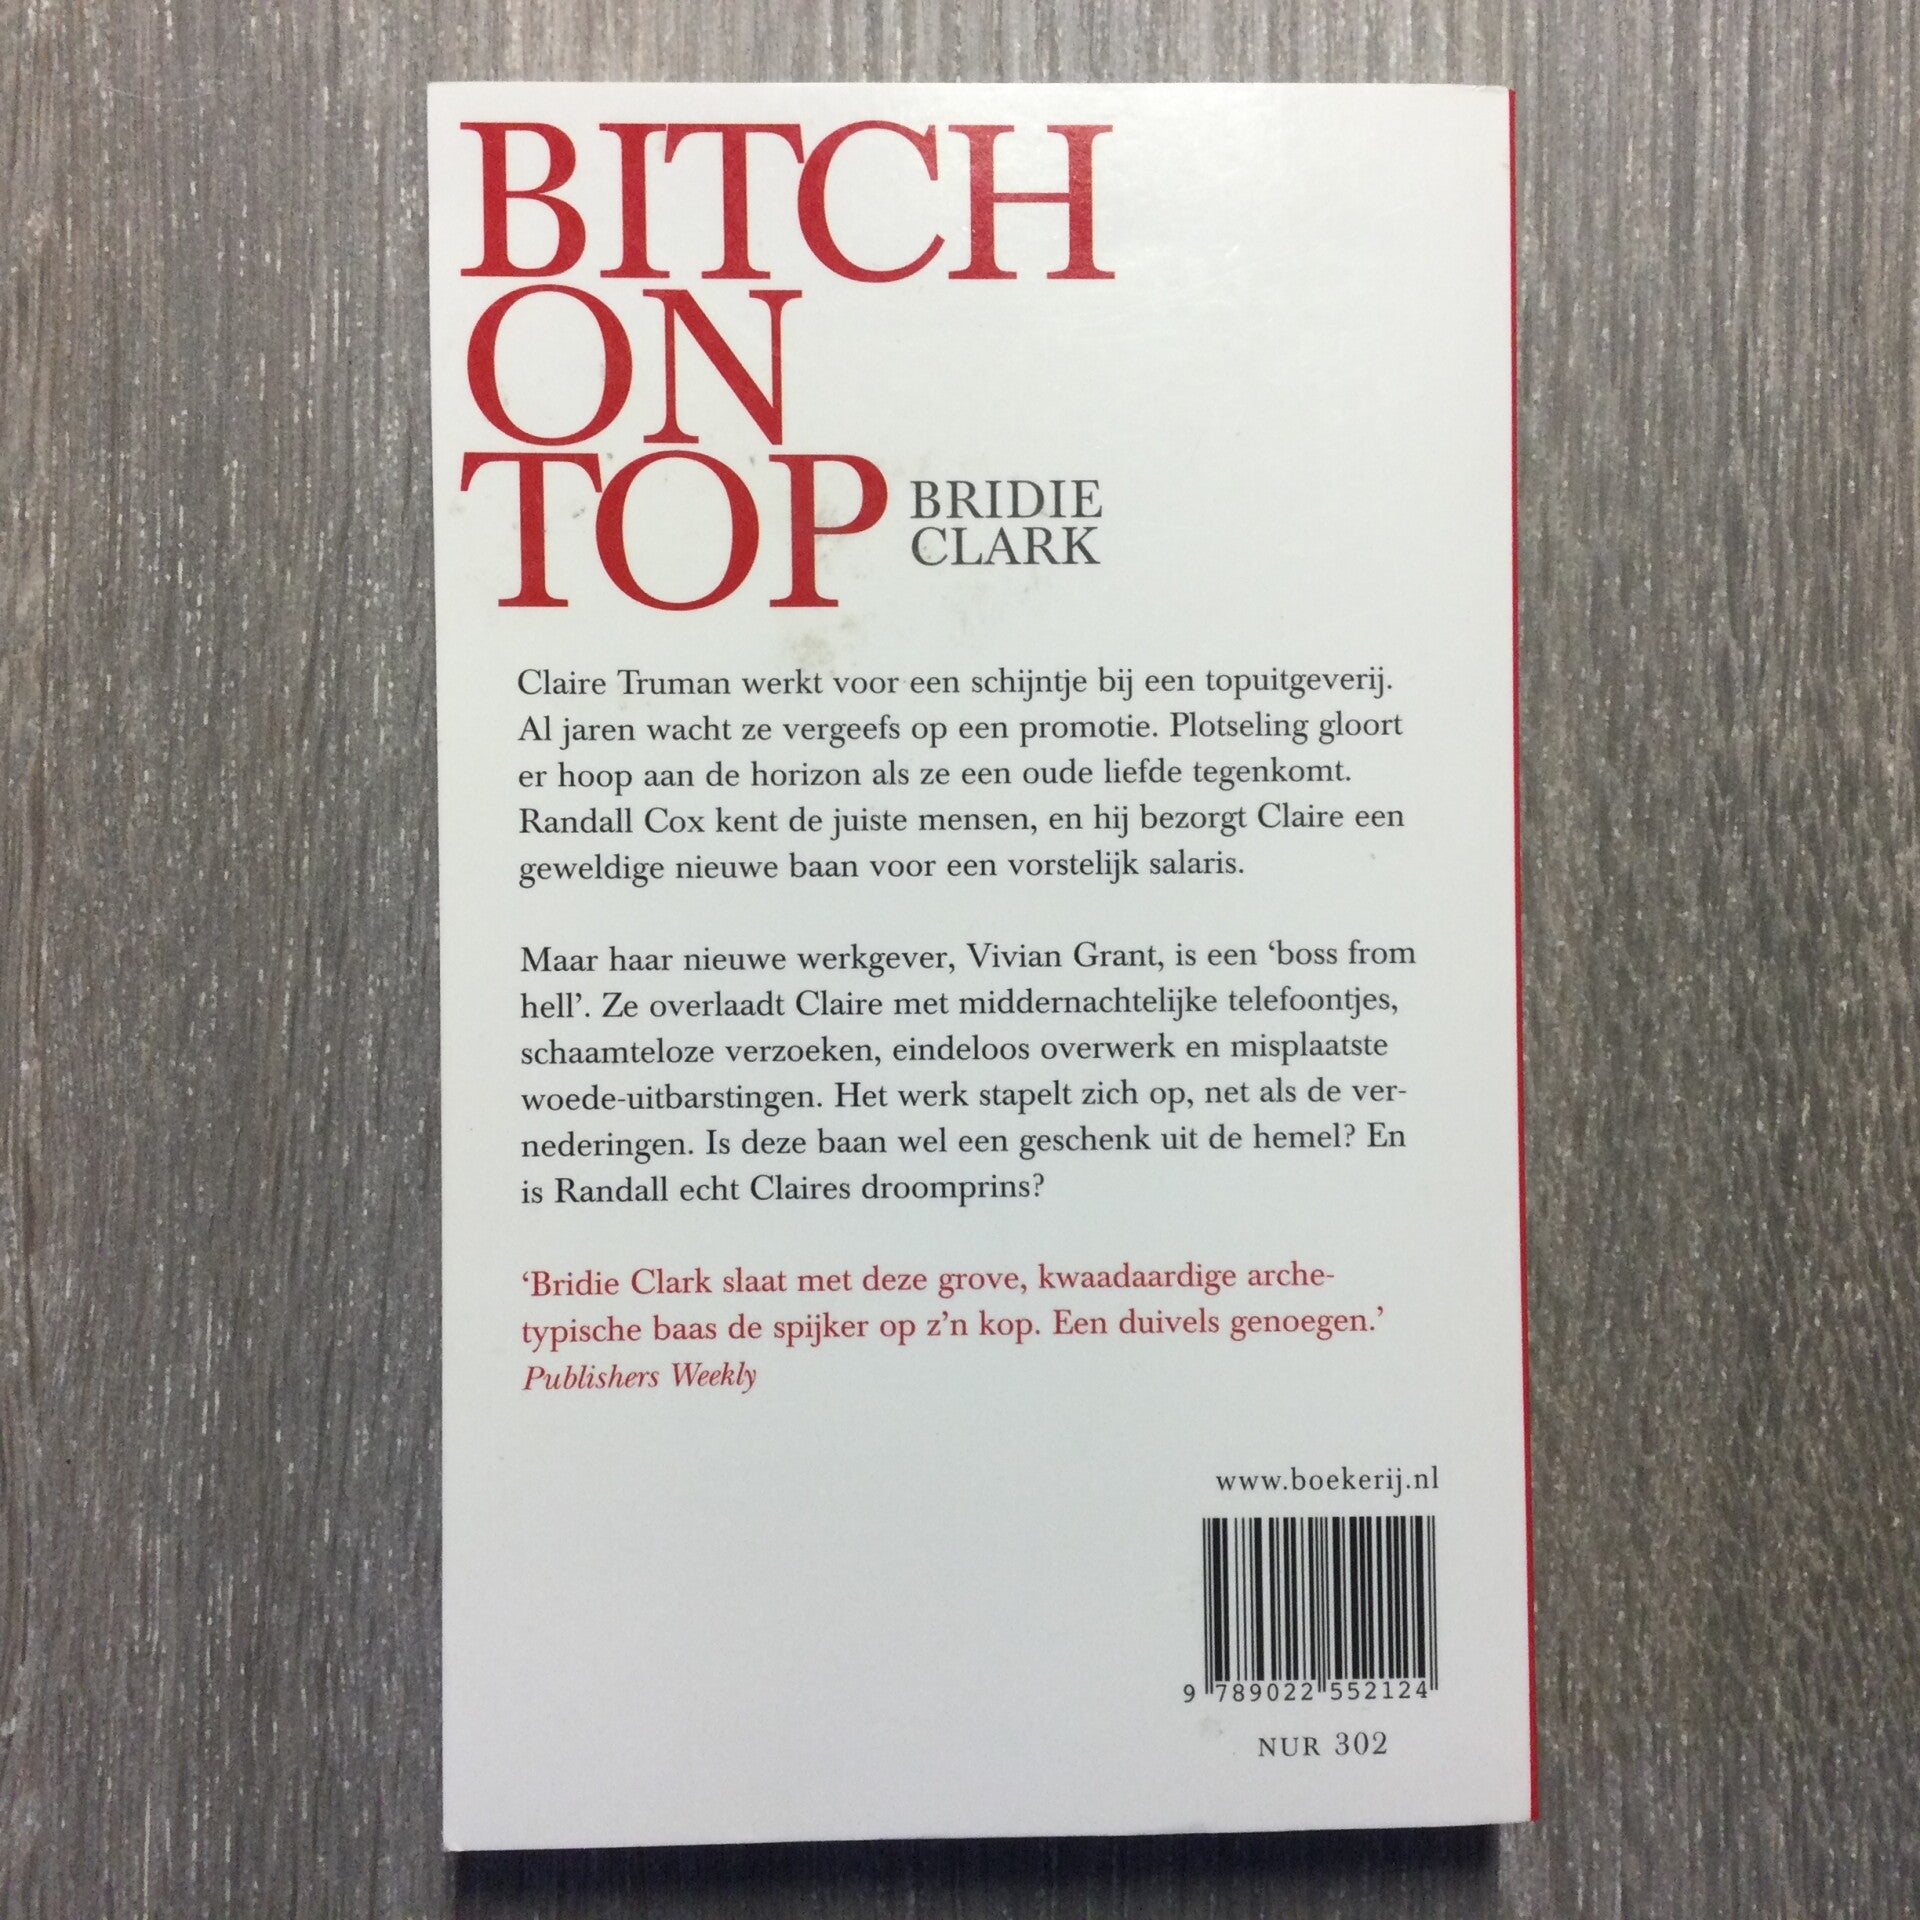 BITCH
ON
TOP
BRIDIE
CLARK
Claire Truman werkt voor een schijntje bij een topuitgeverij.
Al jaren wacht ze vergeefs op een promotie. Plotseling gloort
er hoop aan de horizon als ze een oude liefde tegenkomt.
Randall Cox kent de juiste mensen, en hij bezorgt Claire een
geweldige nieuwe baan voor een vorstelijk salaris.
Maar haar nieuwe werkgever, Vivian Grant, is een ‘boss from
hell’. Ze overlaadt Claire met middernachtelijke telefoontjes,
schaamteloze verzoeken, eindeloos overwerk en misplaatste
woede-uitbarstingen. Het werk stapelt zich op, net als de ver-
nederingen. Is deze baan wel een geschenk uit de hemel? En
is Randall echt Claires droomprins?
‘Bridie Clark slaat met deze grove, kwaadaardige arche-
typische baas de spijker op z’n kop. Een duivels genoegen.’
Publishers Weekly
www.boekerij.nl
9 789022 552124
NUR 302